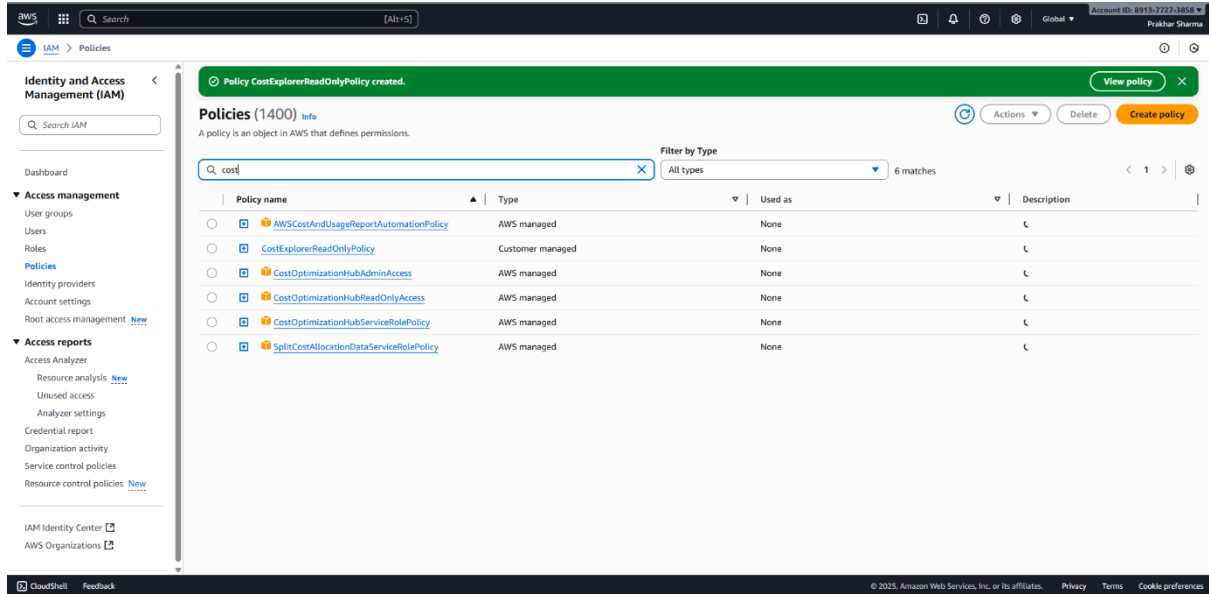 aws
Search [Alt+S]
Global ▼
Account ID: 8913-7727-3858 ▼
Prakhar Sharma
IAM > Policies
Identity and Access Management (IAM)
Search IAM
Dashboard
Access management
User groups
Users
Roles
Policies
Identity providers
Account settings
Root access management New
Access reports
Access Analyzer
Resource analysis New
Unused access
Analyzer settings
Credential report
Organization activity
Service control policies
Resource control policies New
IAM Identity Center
AWS Organizations
Policy CostExplorerReadOnlyPolicy created.
View policy
Policies (1400) Info
A policy is an object in AWS that defines permissions.
Actions ▼
Delete
Create policy
Filter by Type
cost
All types
6 matches
< 1 >
Policy name Type Used as Description
AWSCostAndUsageReportAutomationPolicy AWS managed None
CostExplorerReadOnlyPolicy Customer managed None
CostOptimizationHubAdminAccess AWS managed None
CostOptimizationHubReadOnlyAccess AWS managed None
CostOptimizationHubServiceRolePolicy AWS managed None
SplitCostAllocationDataServiceRolePolicy AWS managed None
CloudShell Feedback
© 2025, Amazon Web Services, Inc. or its affiliates. Privacy Terms Cookie preferences